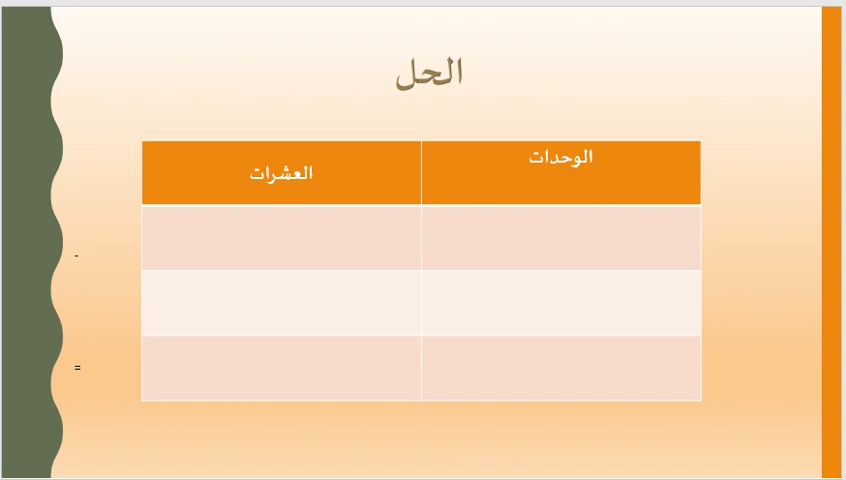 الحل
الوحدات
العشرات
-
=